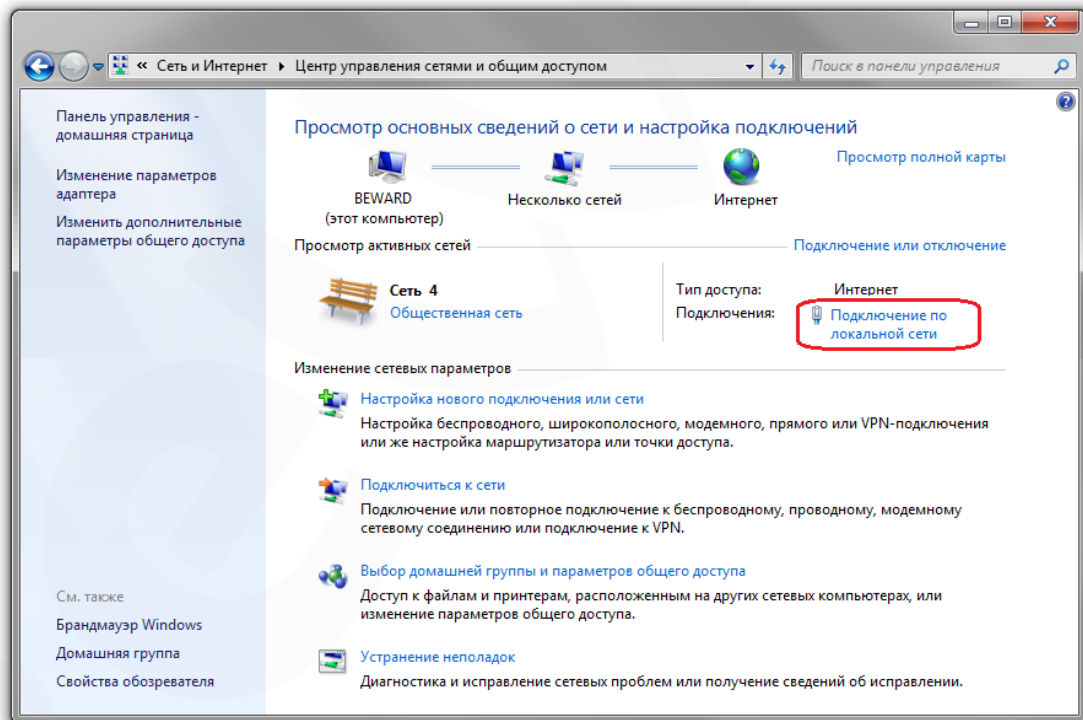 « Сеть и Интернет ▸ Центр управления сетями и общим доступом
Поиск в панели управления
Панель управления -
домашняя страница
Изменение параметров
адаптера
Изменить дополнительные
параметры общего доступа
Просмотр основных сведений о сети и настройка подключений
Просмотр полной карты
BEWARD
(этот компьютер)
Несколько сетей
Интернет
Просмотр активных сетей
Подключение или отключение
Сеть 4
Общественная сеть
Тип доступа:
Интернет
Подключения:
Подключение по
локальной сети
Изменение сетевых параметров
Настройка нового подключения или сети
Настройка беспроводного, широкополосного, модемного, прямого или VPN-подключения
или же настройка маршрутизатора или точки доступа.
Подключиться к сети
Подключение или повторное подключение к беспроводному, проводному, модемному
сетевому соединению или подключение к VPN.
Выбор домашней группы и параметров общего доступа
Доступ к файлам и принтерам, расположенным на других сетевых компьютерах, или
изменение параметров общего доступа.
Устранение неполадок
Диагностика и исправление сетевых проблем или получение сведений об исправлении.
См. также
Брандмауэр Windows
Домашняя группа
Свойства обозревателя